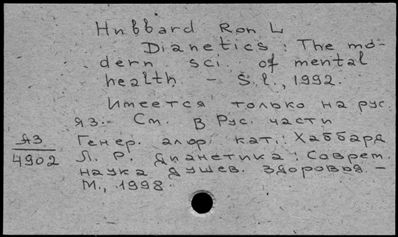 Hubbard Ron L
Dianetics : The mo-
dern sci. of mental
health. - S.l., 1992.
Имеется только на рус.
яз. - См. в Рус. части
Генер. алф. кат.: Хаббард
Л. Р. Дианетика: Соврем.
наука душев. здоровья -
М., 1998.
яз
4902